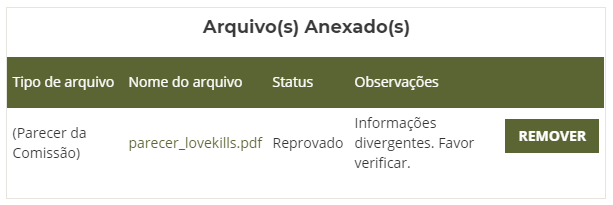 Arquivo(s) Anexado(s)
Tipo de arquivo Nome do arquivo Status Observações
(Parecer da
Comissão)
parecer_lovekills.pdf
Reprovado
Informações
divergentes. Favor
verificar.
REMOVER